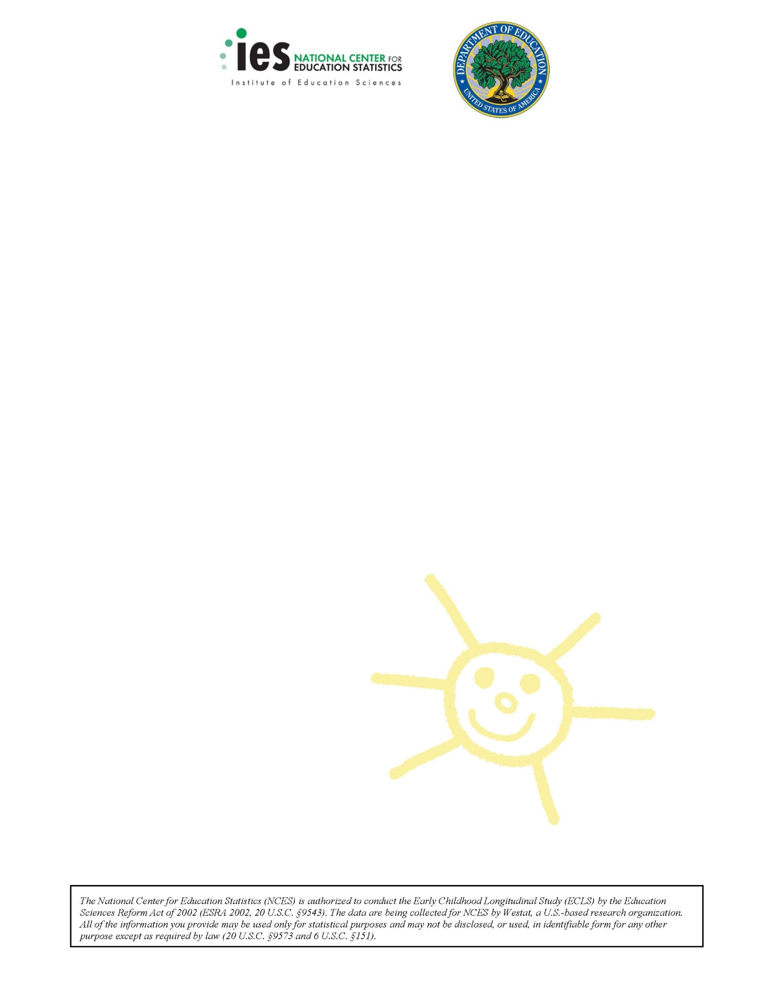 ies NATIONAL CENTER FOR
EDUCATION STATISTICS
Institute of Education Sciences
DEPARTMENT OF EDUCATION
UNITED STATES OF AMERICA
The National Center for Education Statistics (NCES) is authorized to conduct the Early Childhood Longitudinal Study (ECLS) by the Education
Sciences Reform Act of 2002 (ESRA 2002, 20 U.S.C. §9543). The data are being collected for NCES by Westat, a U.S.-based research organization.
All of the information you provide may be used only for statistical purposes and may not be disclosed, or used, in identifiable form for any other
purpose except as required by law (20 U.S.C. §9573 and 6 U.S.C. §151).